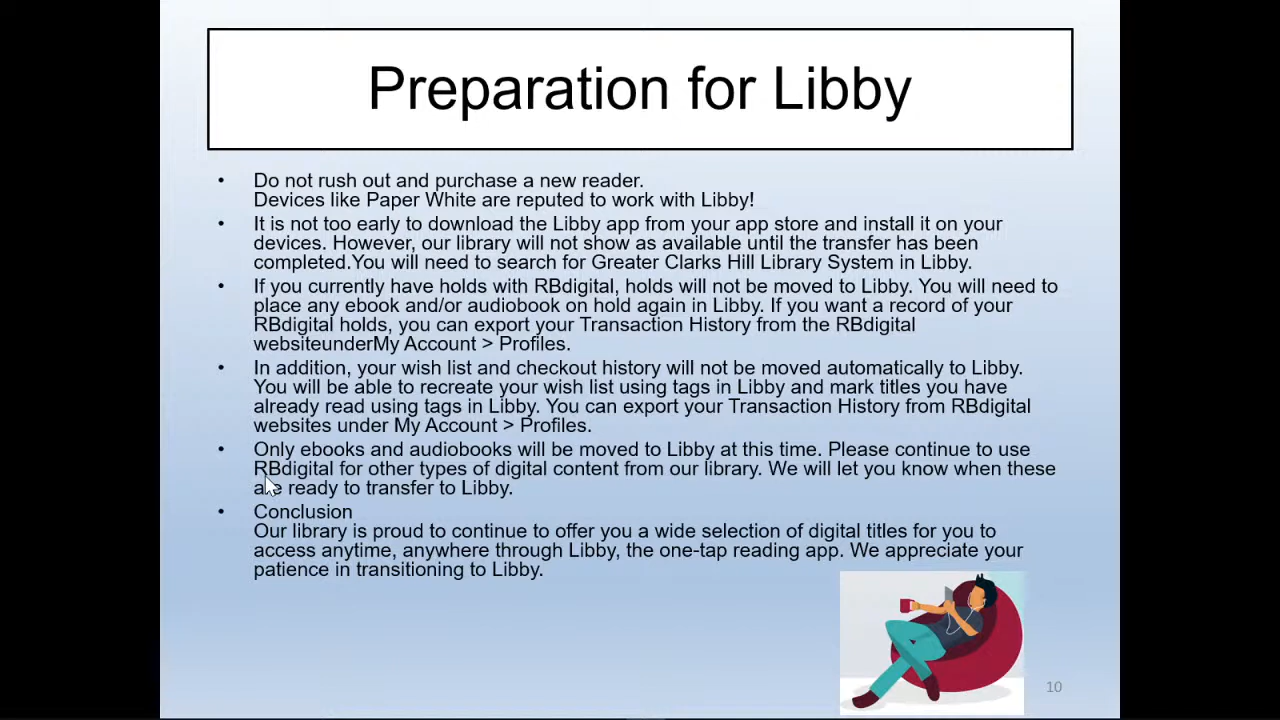 Preparation for Libby
• Do not rush out and purchase a new reader.
Devices like Paper White are reputed to work with Libby!
• It is not too early to download the Libby app from your app store and install it on your
devices. However, our library will not show as available until the transfer has been
completed.You will need to search for Greater Clarks Hill Library System in Libby.
• If you currently have holds with RBdigital, holds will not be moved to Libby. You will need to
place any ebook and/or audiobook on hold again in Libby. If you want a record of your
RBdigital holds, you can export your Transaction History from the RBdigital
websiteunderMy Account > Profiles.
• In addition, your wish list and checkout history will not be moved automatically to Libby.
You will be able to recreate your wish list using tags in Libby and mark titles you have
already read using tags in Libby. You can export your Transaction History from RBdigital
websites under My Account > Profiles.
• Only ebooks and audiobooks will be moved to Libby at this time. Please continue to use
RBdigital for other types of digital content from our library. We will let you know when these
are ready to transfer to Libby.
• Conclusion
Our library is proud to continue to offer you a wide selection of digital titles for you to
access anytime, anywhere through Libby, the one-tap reading app. We appreciate your
patience in transitioning to Libby.
10